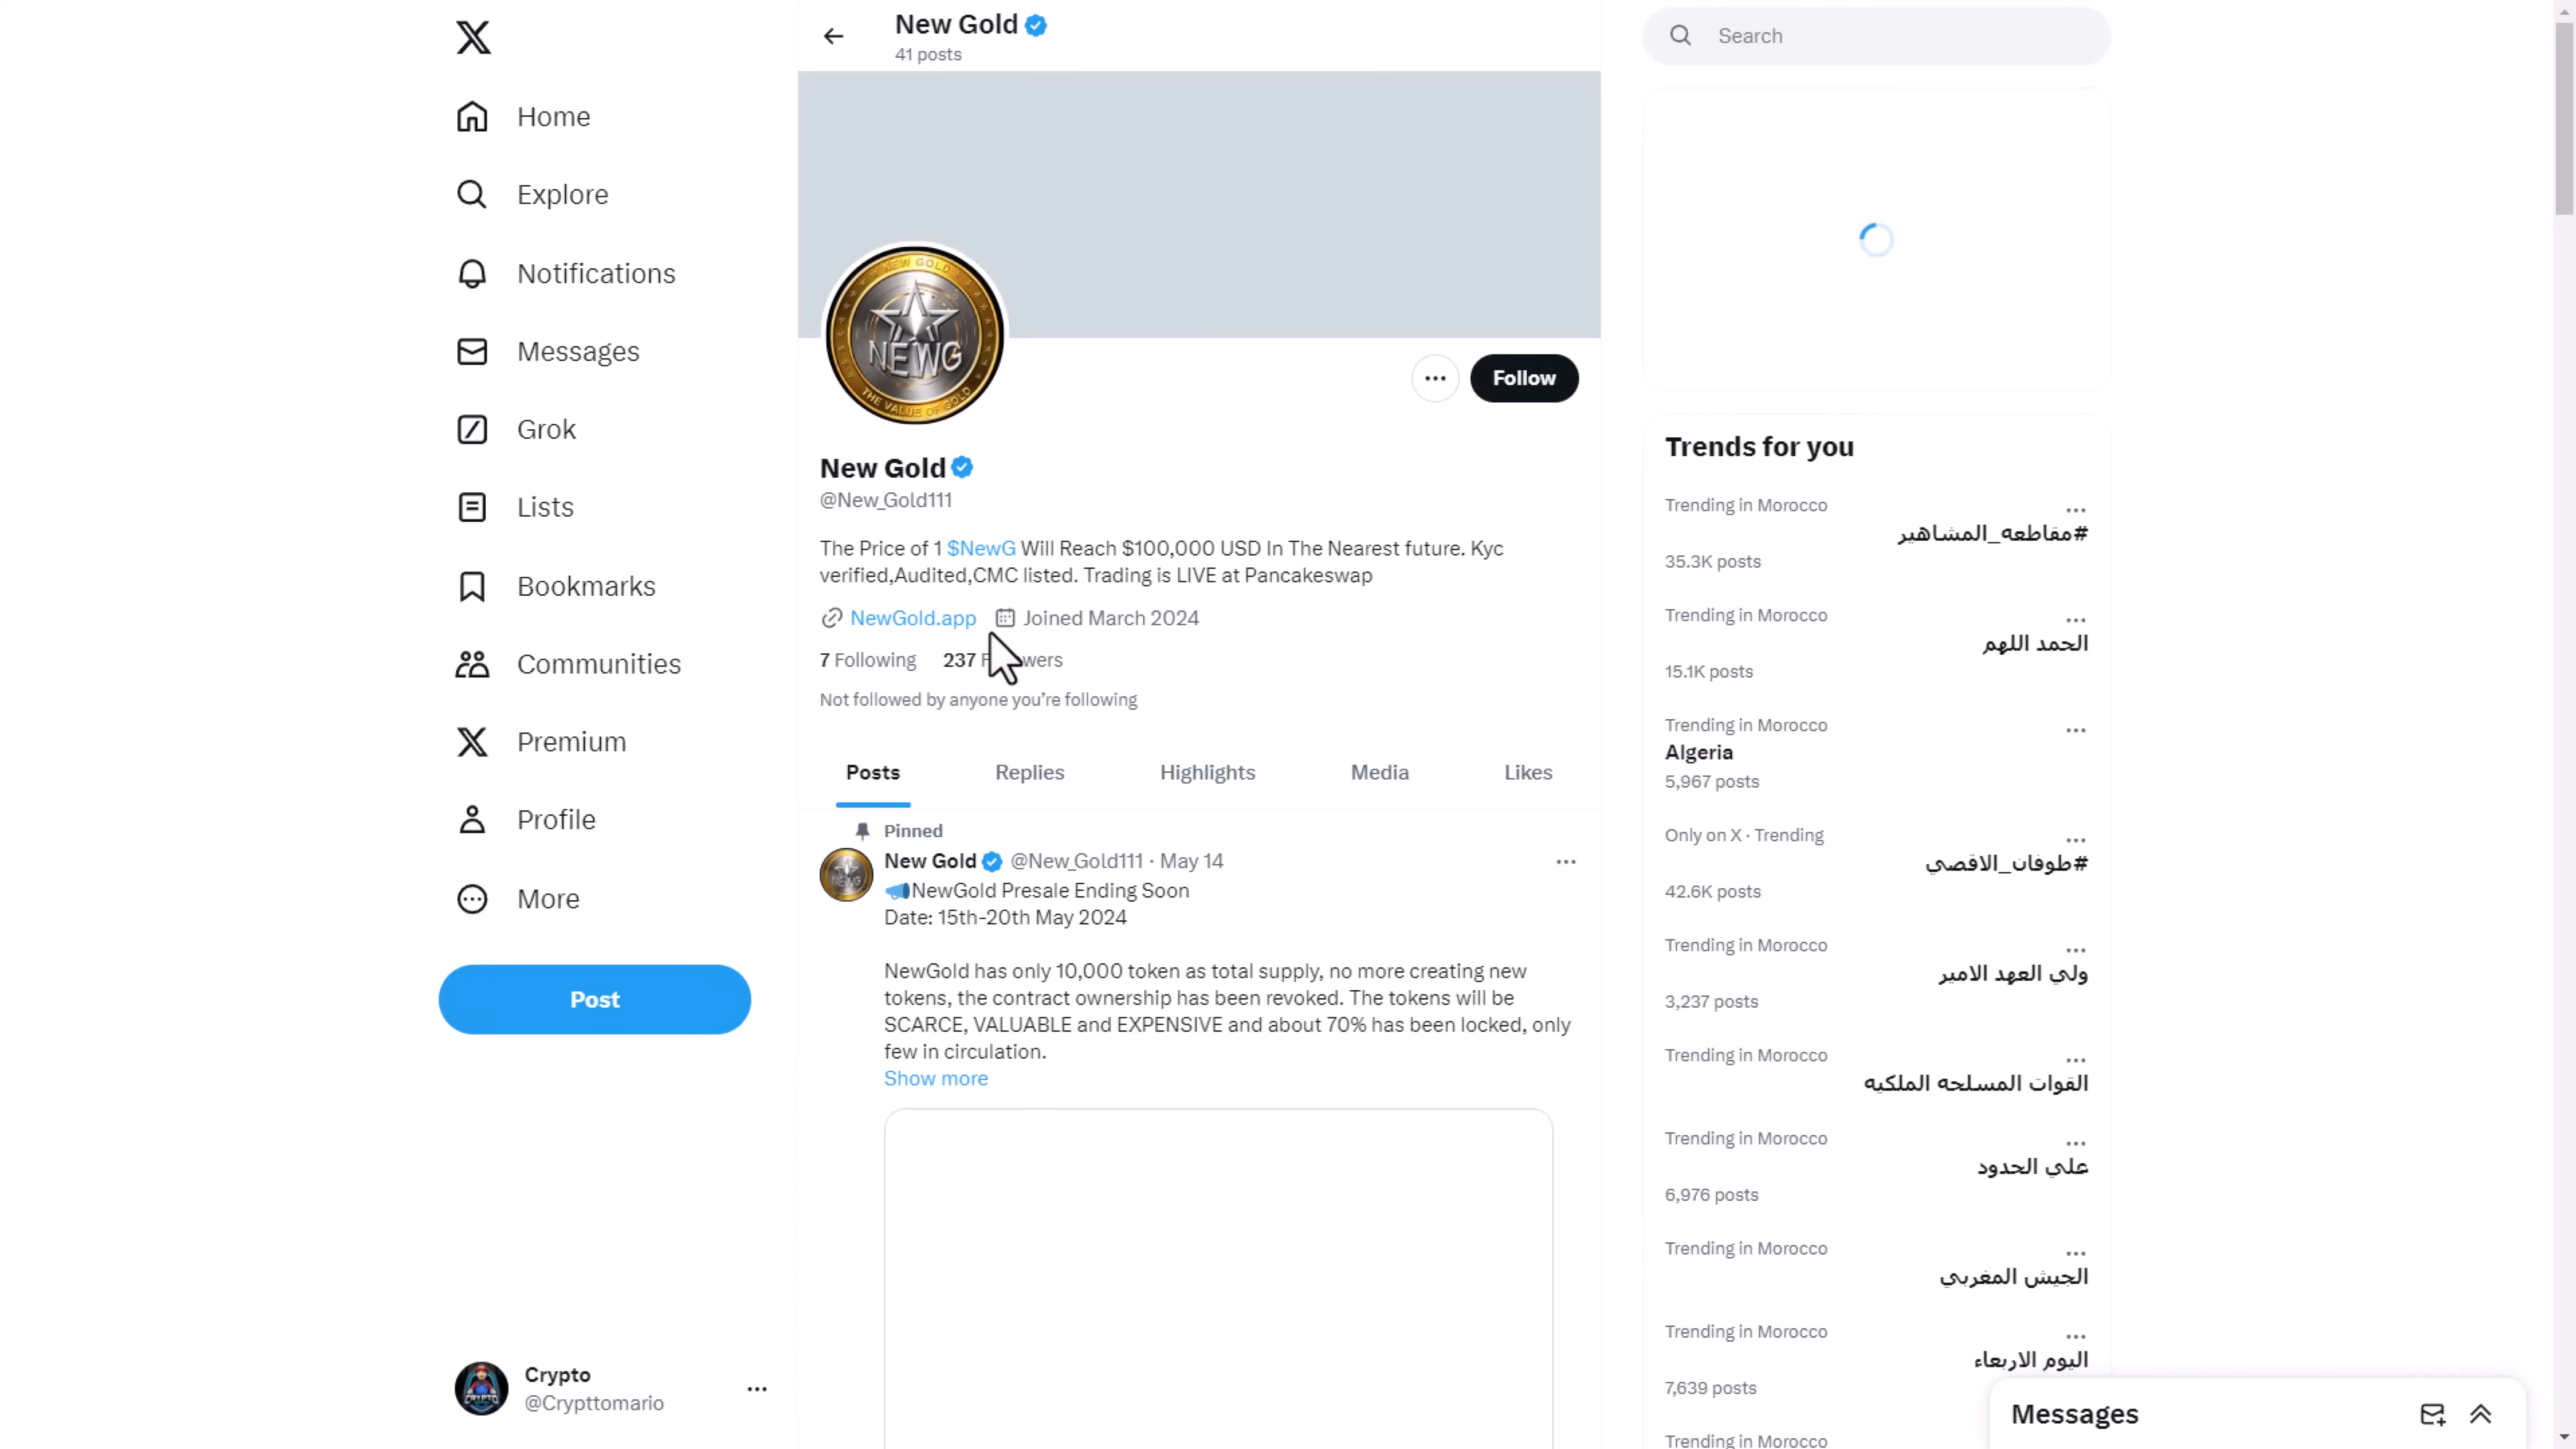 Home
Explore
Notifications
Messages
Grok
Lists
Bookmarks
Communities
Premium
Profile
More
Post
Crypto
@Crypttomario
New Gold
41 posts
NEW GOLD
NEWG
THE VALUE OF GOLD
Follow
New Gold
@New_Gold111
The Price of 1 $NewG Will Reach $100,000 USD In The Nearest future. Kyc
verified,Audited,CMC listed. Trading is LIVE at Pancakeswap
NewGold.app Joined March 2024
7 Following 237
Not followed by anyone you're following
Posts Replies Highlights Media Likes
Pinned
New Gold @New_Gold111 · May 14
NewGold Presale Ending Soon
Date: 15th-20th May 2024
NewGold has only 10,000 token as total supply, no more creating new
tokens, the contract ownership has been revoked. The tokens will be
SCARCE, VALUABLE and EXPENSIVE and about 70% has been locked, only
few in circulation.
Show more
Search
Trends for you
Trending in Morocco
#مقاطعه_المشاهير
35.3K posts
Trending in Morocco
الحمد اللهم
15.1K posts
Trending in Morocco
Algeria
5,967 posts
Only on X · Trending
#طوفان_الاقصي
42.6K posts
Trending in Morocco
ولي العهد الامير
3,237 posts
Trending in Morocco
القوات المسلحه الملكيه
Trending in Morocco
علي الحدود
6,976 posts
Trending in Morocco
الجيش المغربي
Trending in Morocco
اليوم الاربعاء
7,639 posts
Trending in Morocco
Messages